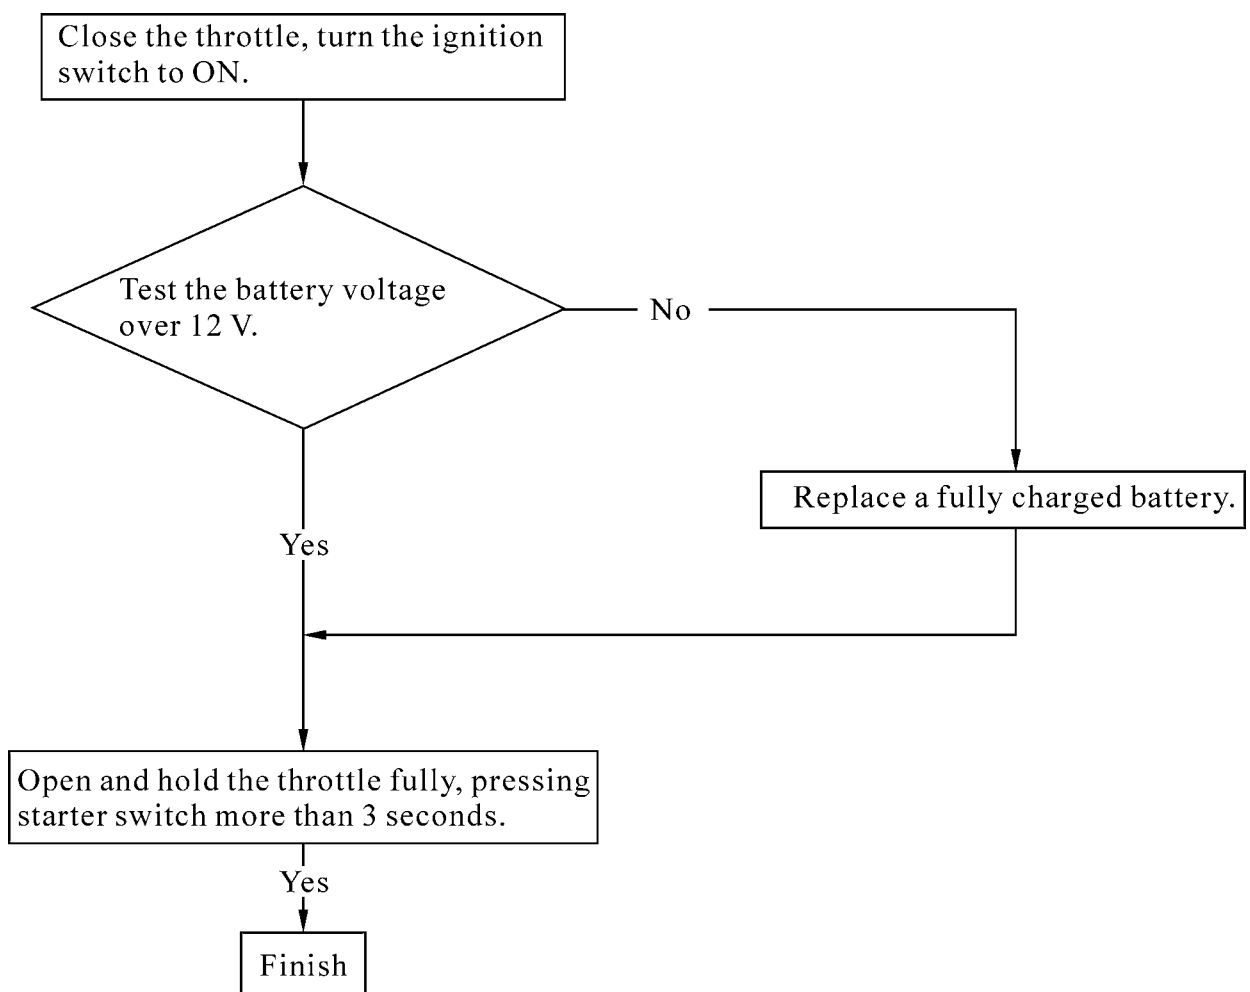 Close the throttle, turn the ignition
switch to ON.
Test the battery voltage
over 12 V.
No
Replace a fully charged battery.
Yes
Open and hold the throttle fully, pressing
starter switch more than 3 seconds.
Yes
Finish